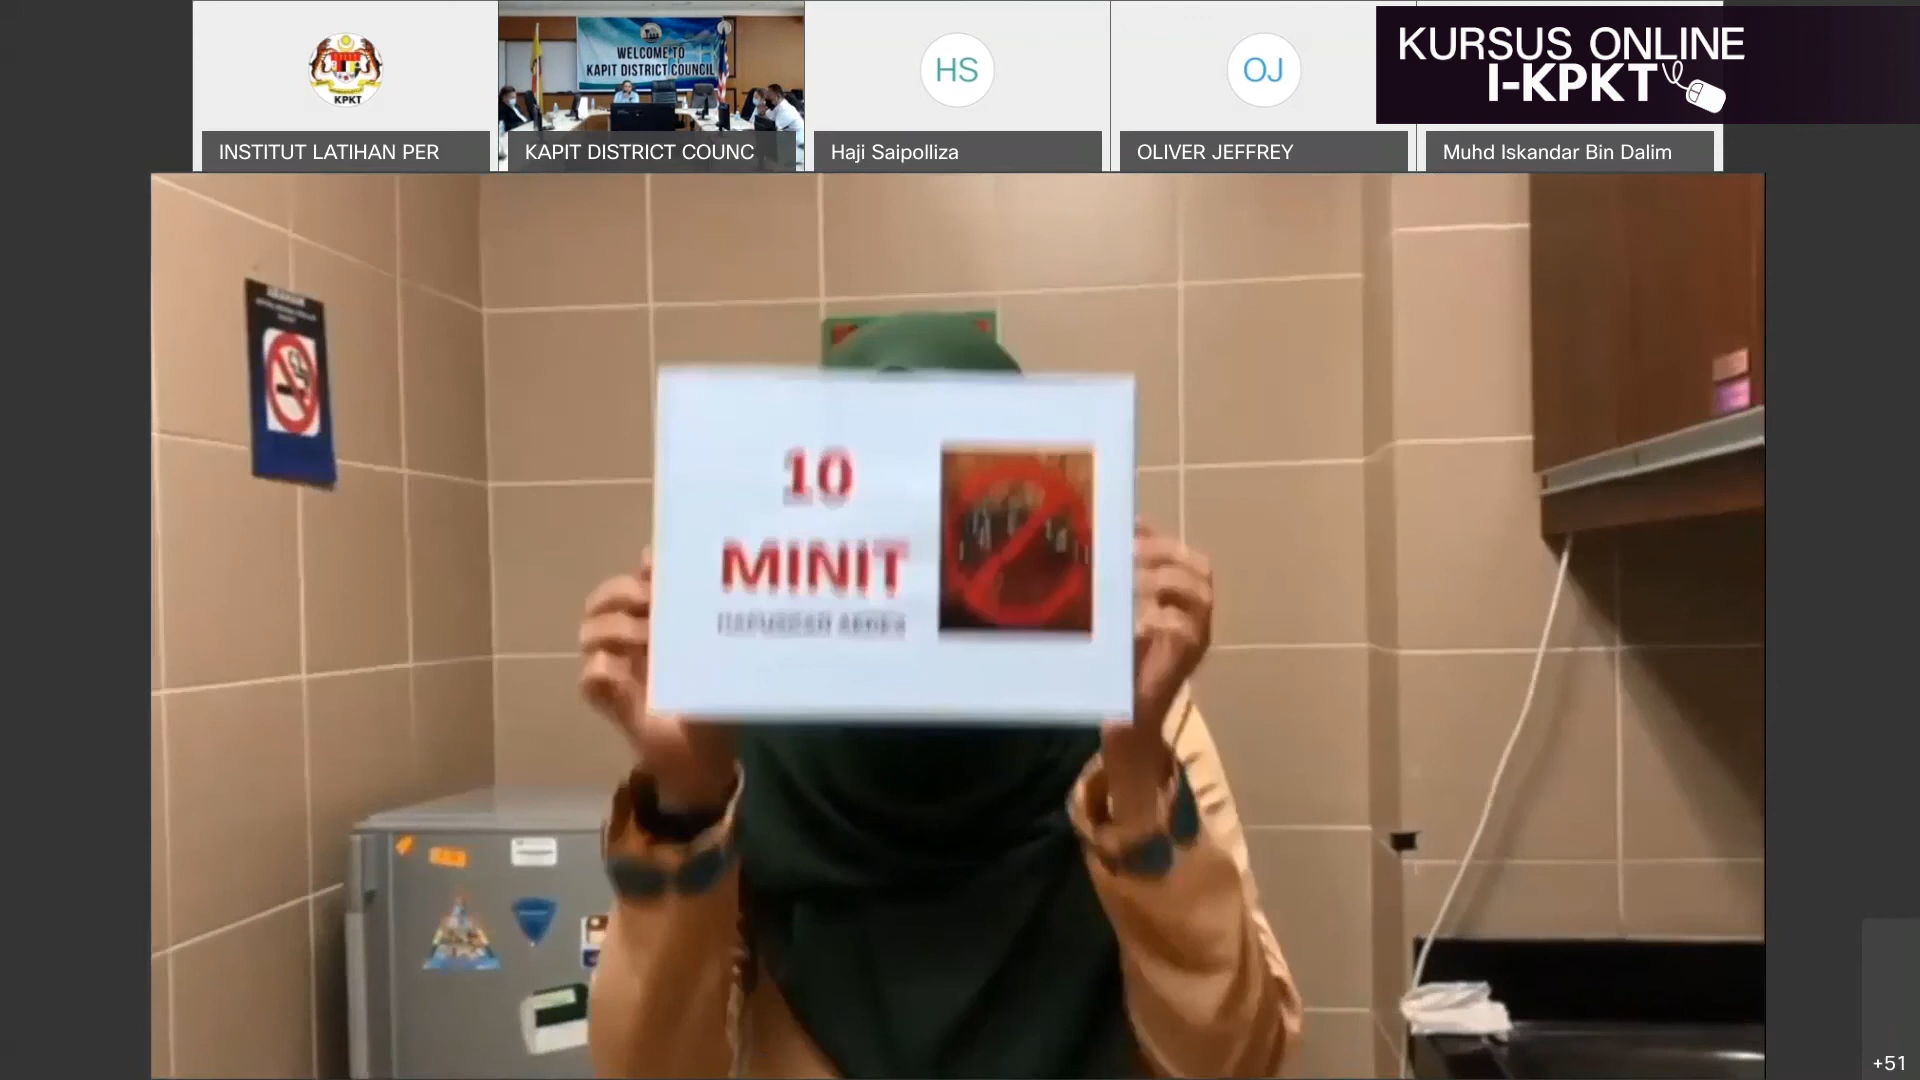 KURSUS ONLINE
I-KPKT
KPKT
WELCOME TO
KAPIT DISTRICT COUNCIL
HS
OJ
INSTITUT LATIHAN PER
KAPIT DISTRICT COUNC
Haji Saipolliza
OLIVER JEFFREY
Muhd Iskandar Bin Dalim
10
MINIT
+51